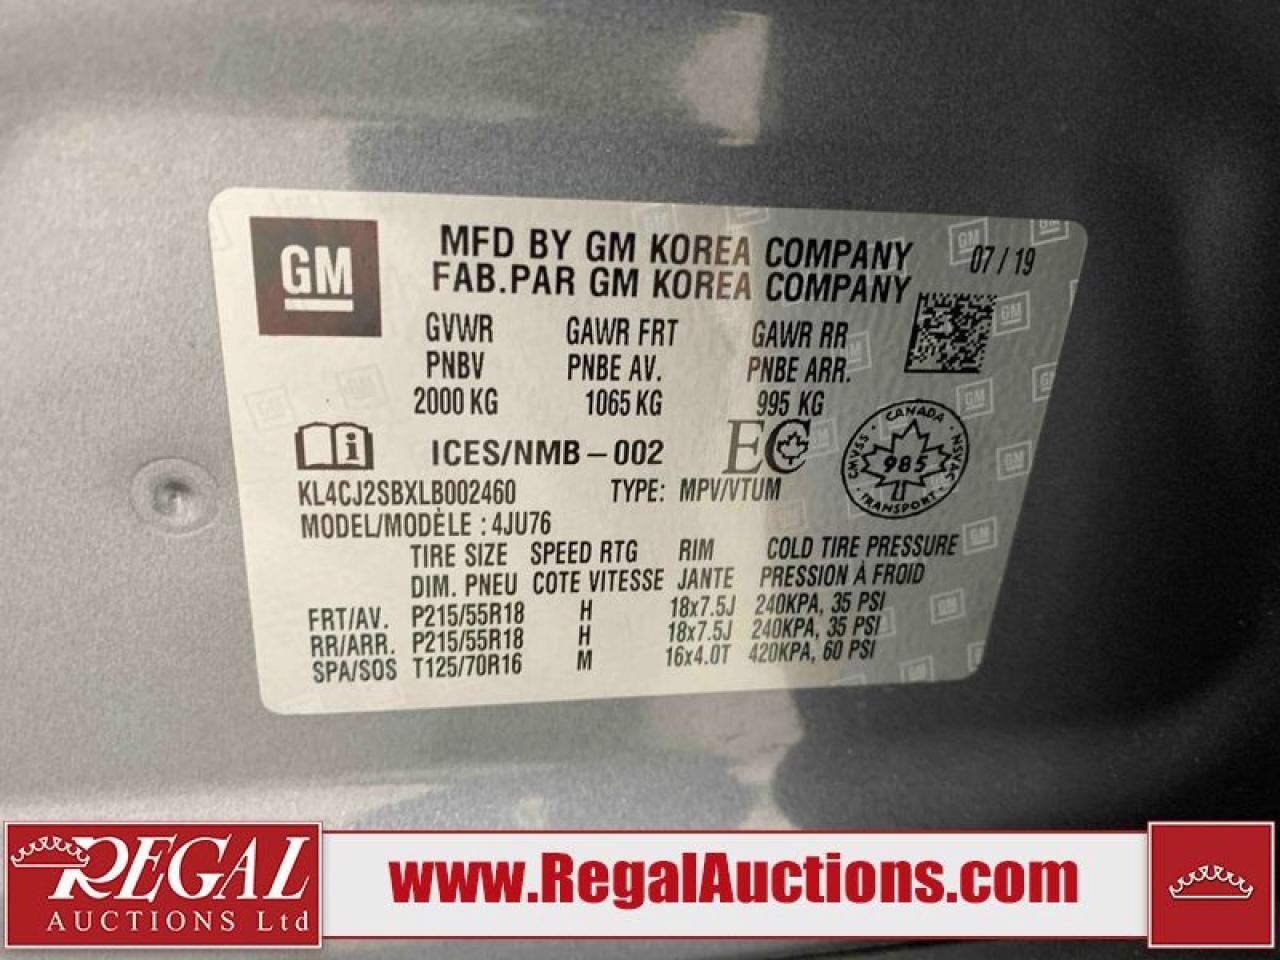 GM
MFD BY GM KOREA COMPANY 07 / 19
FAB.PAR GM KOREA COMPANY
GVWR GAWR FRT GAWR RR
PNBV PNBE AV. PNBE ARR.
2000 KG 1065 KG 995 KG
i ICES/NMB-002 EC
CANADA CMVSS NSVAC 985 TRANSPORT
KL4CJ2SBXLB002460 TYPE: MPV/VTUM
MODEL/MODÈLE : 4JU76
TIRE SIZE SPEED RTG RIM COLD TIRE PRESSURE
DIM. PNEU COTE VITESSE JANTE PRESSION À FROID
FRT/AV. P215/55R18 H 18x7.5J 240KPA, 35 PSI
RR/ARR. P215/55R18 H 18x7.5J 240KPA, 35 PSI
SPA/SOS T125/70R16 M 16x4.0T 420KPA, 60 PSI
REGAL
AUCTIONS Ltd
www.RegalAuctions.com